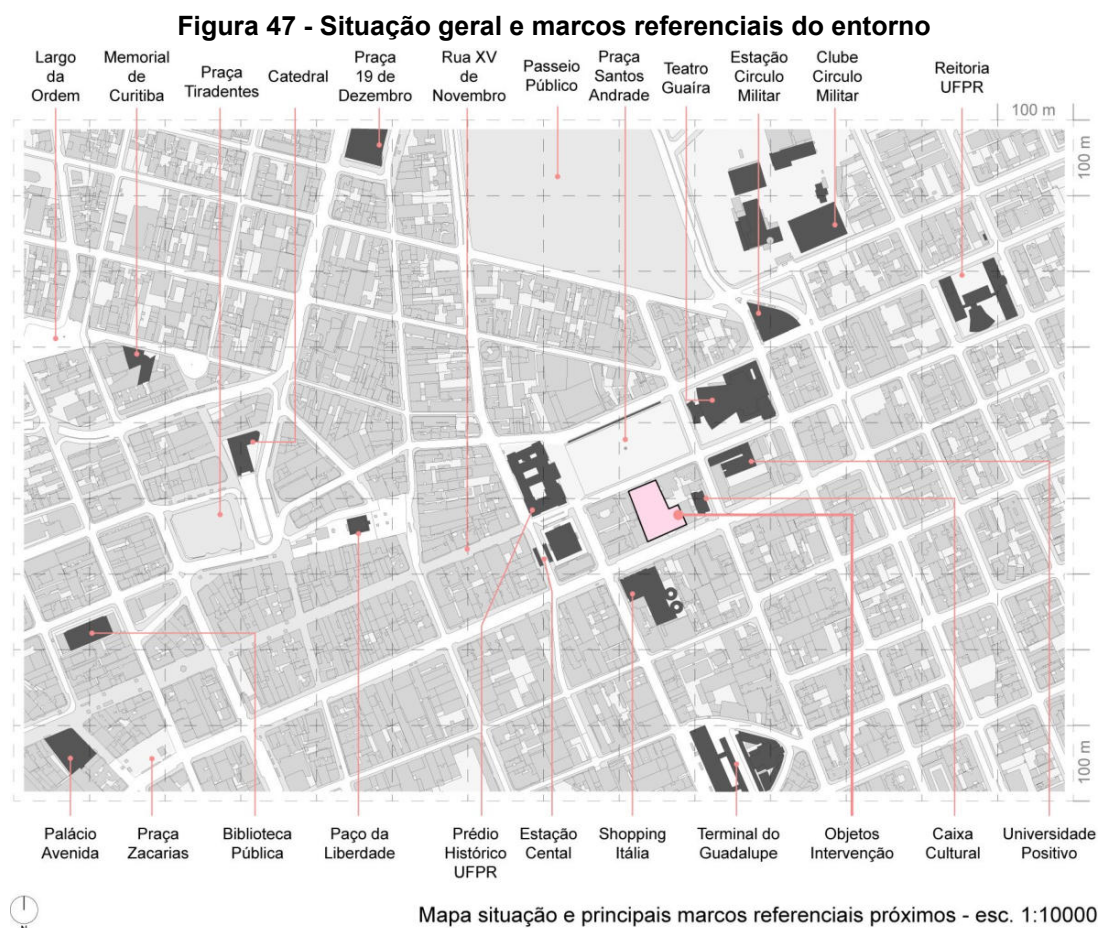 Figura 47 - Situação geral e marcos referenciais do entorno
Largo
da
Ordem
Memorial
de
Curitiba
Praça
Tiradentes
Catedral
Praça
19 de
Dezembro
Rua XV
de
Novembro
Passeio
Público
Praça
Santos
Andrade
Teatro
Guaíra
Estação
Circulo
Militar
Clube
Circulo
Militar
Reitoria
UFPR
100 m
100 m
100 m
Palácio
Avenida
Praça
Zacarias
Biblioteca
Pública
Paço da
Liberdade
Prédio
Histórico
UFPR
Estação
Cental
Shopping
Itália
Terminal do
Guadalupe
Objetos
Intervenção
Caixa
Cultural
Universidade
Positivo
N
Mapa situação e principais marcos referenciais próximos - esc. 1:10000